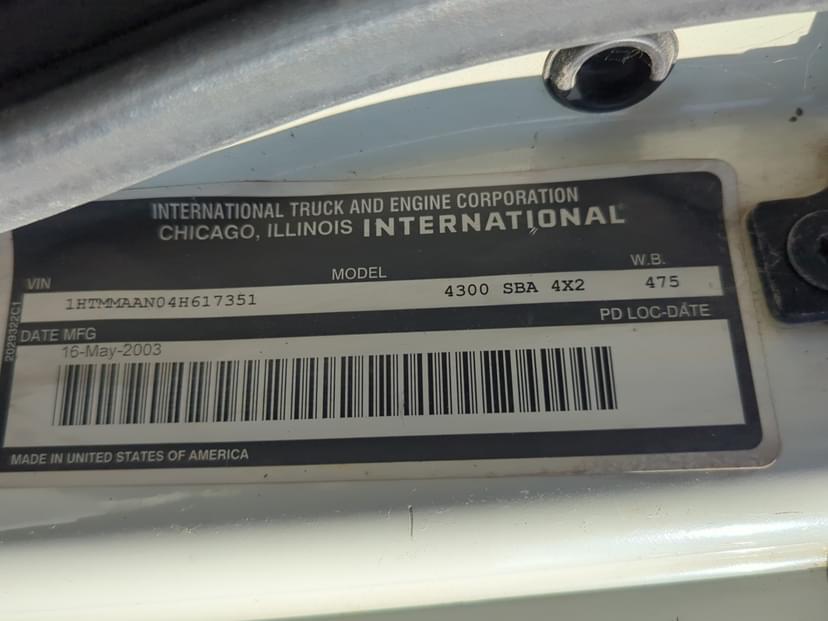 INTERNATIONAL TRUCK AND ENGINE CORPORATION
CHICAGO, ILLINOIS INTERNATIONAL
VIN MODEL W.B.
1HTMMAAN04H617351 4300 SBA 4X2 475
DATE MFG PD LOC-DATE
16-May-2003
MADE IN UNITED STATES OF AMERICA
2029322C1